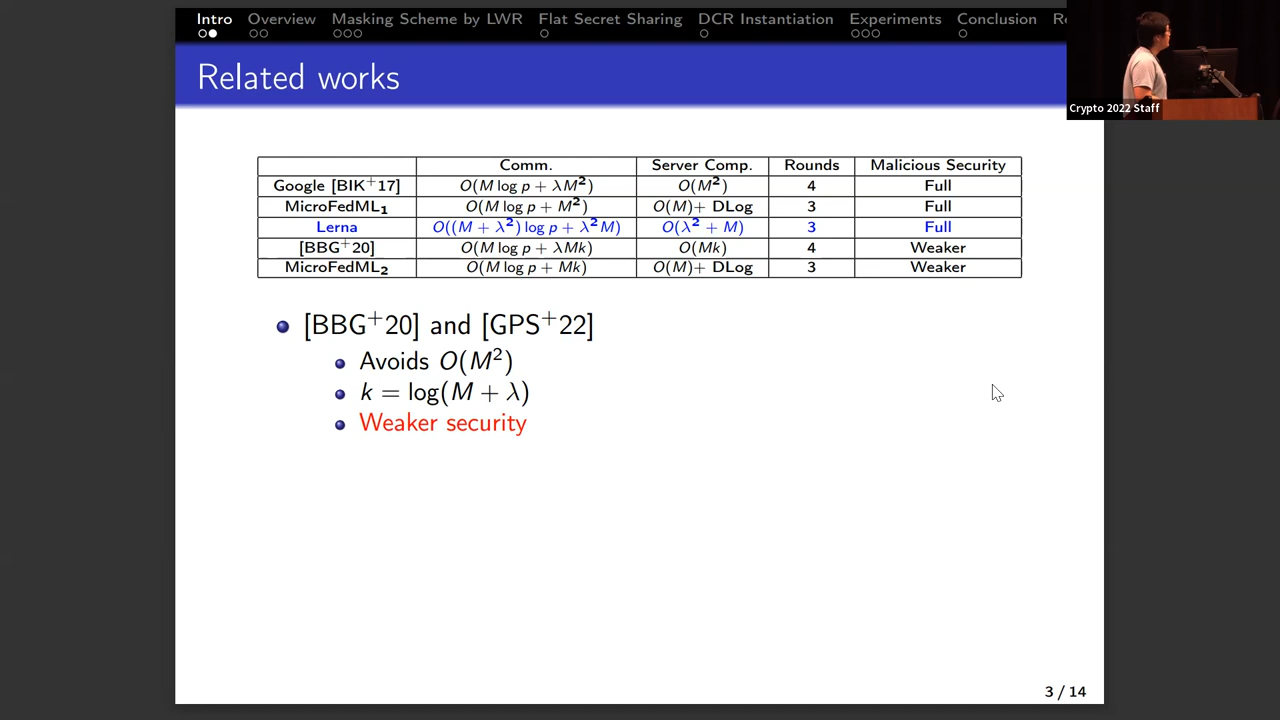 Intro Overview Masking Scheme by LWR Flat Secret Sharing DCR Instantiation Experiments Conclusion Re
Related works
Crypto 2022 Staff
Comm. Server Comp. Rounds Malicious Security
Google [BIK⁺17] O(M log p + λM²) O(M²) 4 Full
MicroFedML₁ O(M log p + M²) O(M)+ DLog 3 Full
Lerna O((M + λ²) log p + λ²M) O(λ² + M) 3 Full
[BBG⁺20] O(M log p + λMk) O(Mk) 4 Weaker
MicroFedML₂ O(M log p + Mk) O(M)+ DLog 3 Weaker
[BBG⁺20] and [GPS⁺22]
Avoids O(M²)
k = log(M + λ)
Weaker security
3 / 14